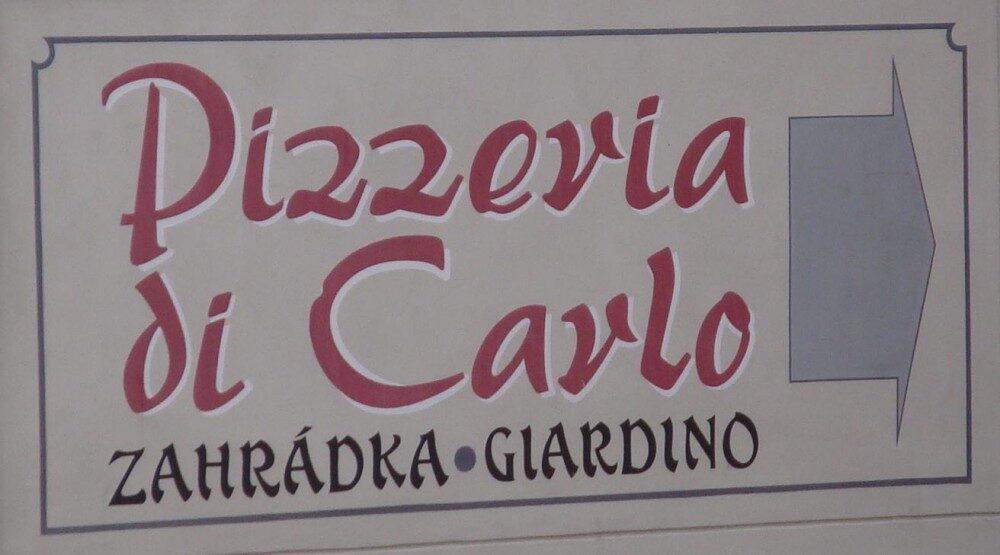 Pizzeria
di Carlo
ZAHRÁDKA • GIARDINO